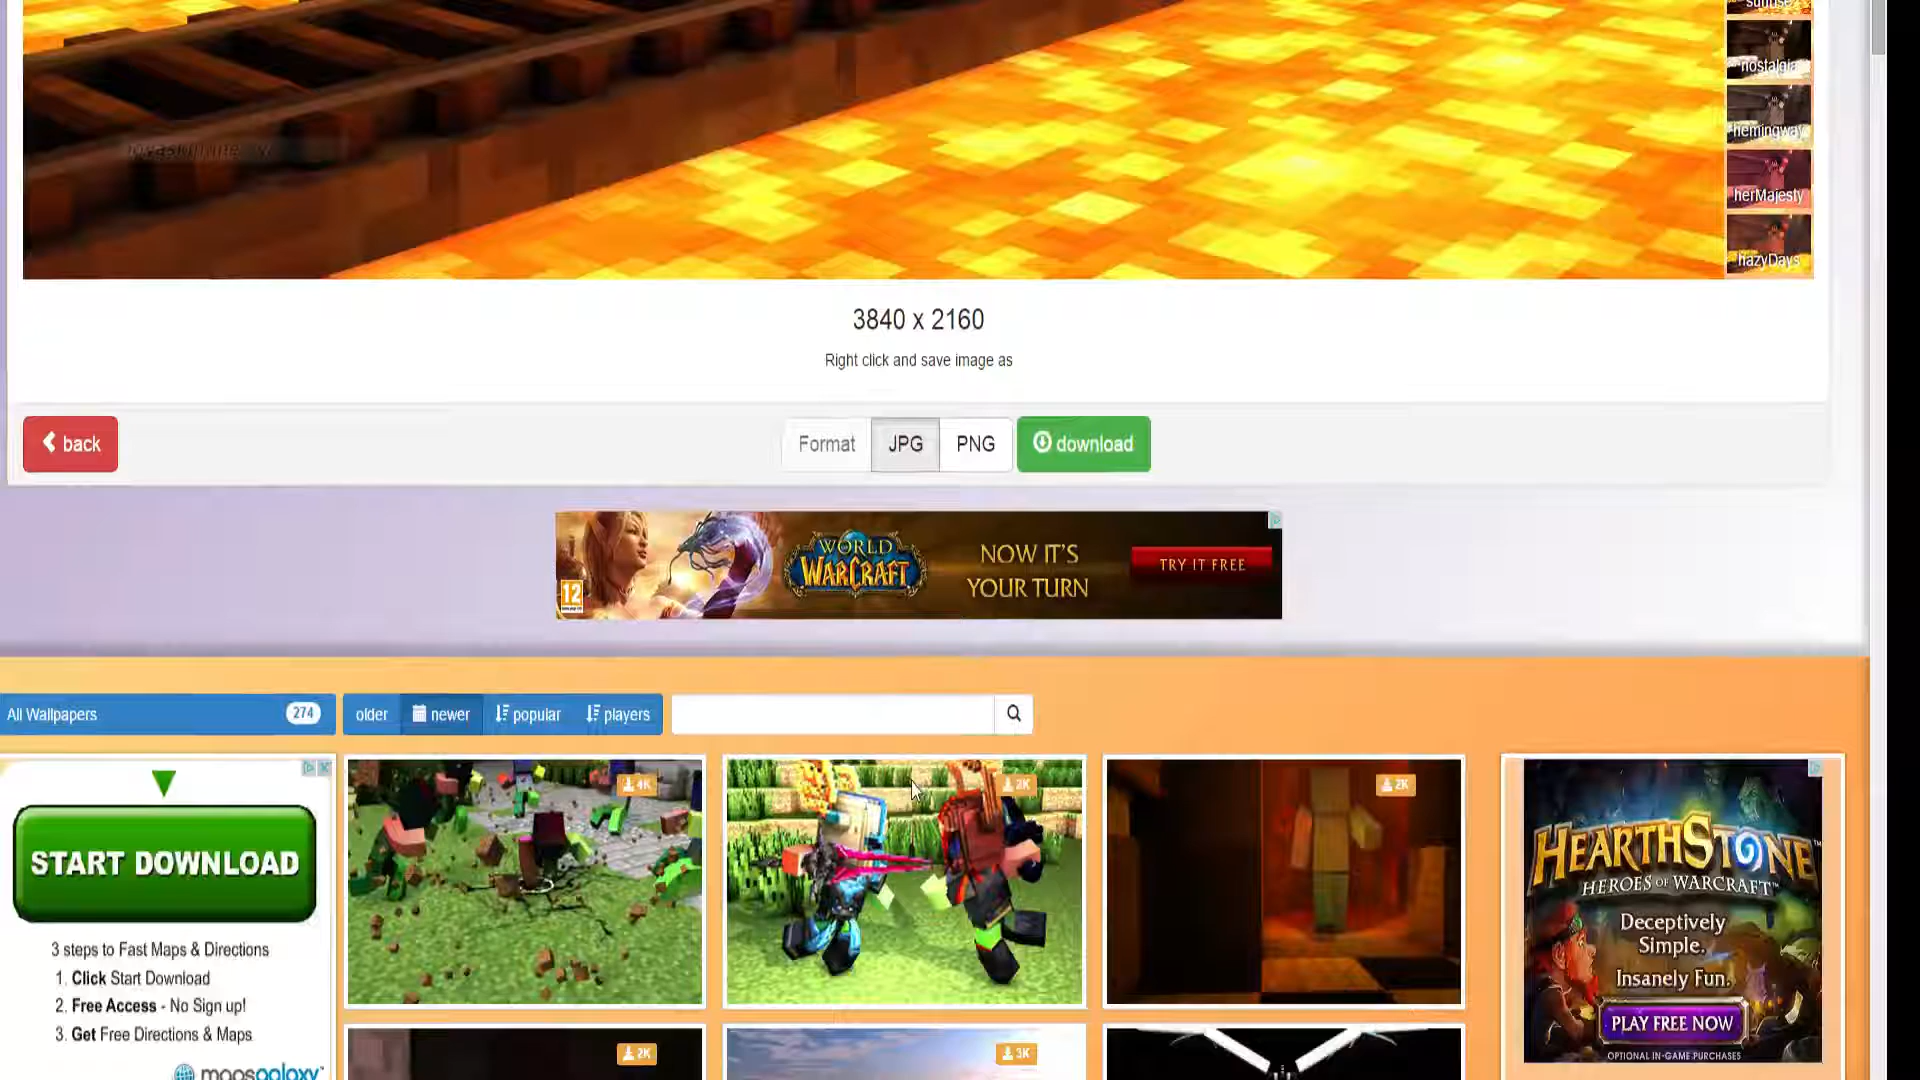 sunrise
nostalgia
hemingway
herMajesty
hazyDays
3840 x 2160
Right click and save image as
back
Format
JPG
PNG
download
12
WORLD
WARCRAFT
NOW IT'S
YOUR TURN
TRY IT FREE
All Wallpapers
274
older
newer
popular
players
4K
2K
2K
START DOWNLOAD
3 steps to Fast Maps & Directions
1. Click Start Download
2. Free Access - No Sign up!
3. Get Free Directions & Maps
mapsgalaxy™
2K
3K
HEARTHSTONE™
HEROES OF WARCRAFT™
Deceptively
Simple.
Insanely Fun.
PLAY FREE NOW
OPTIONAL IN-GAME PURCHASES